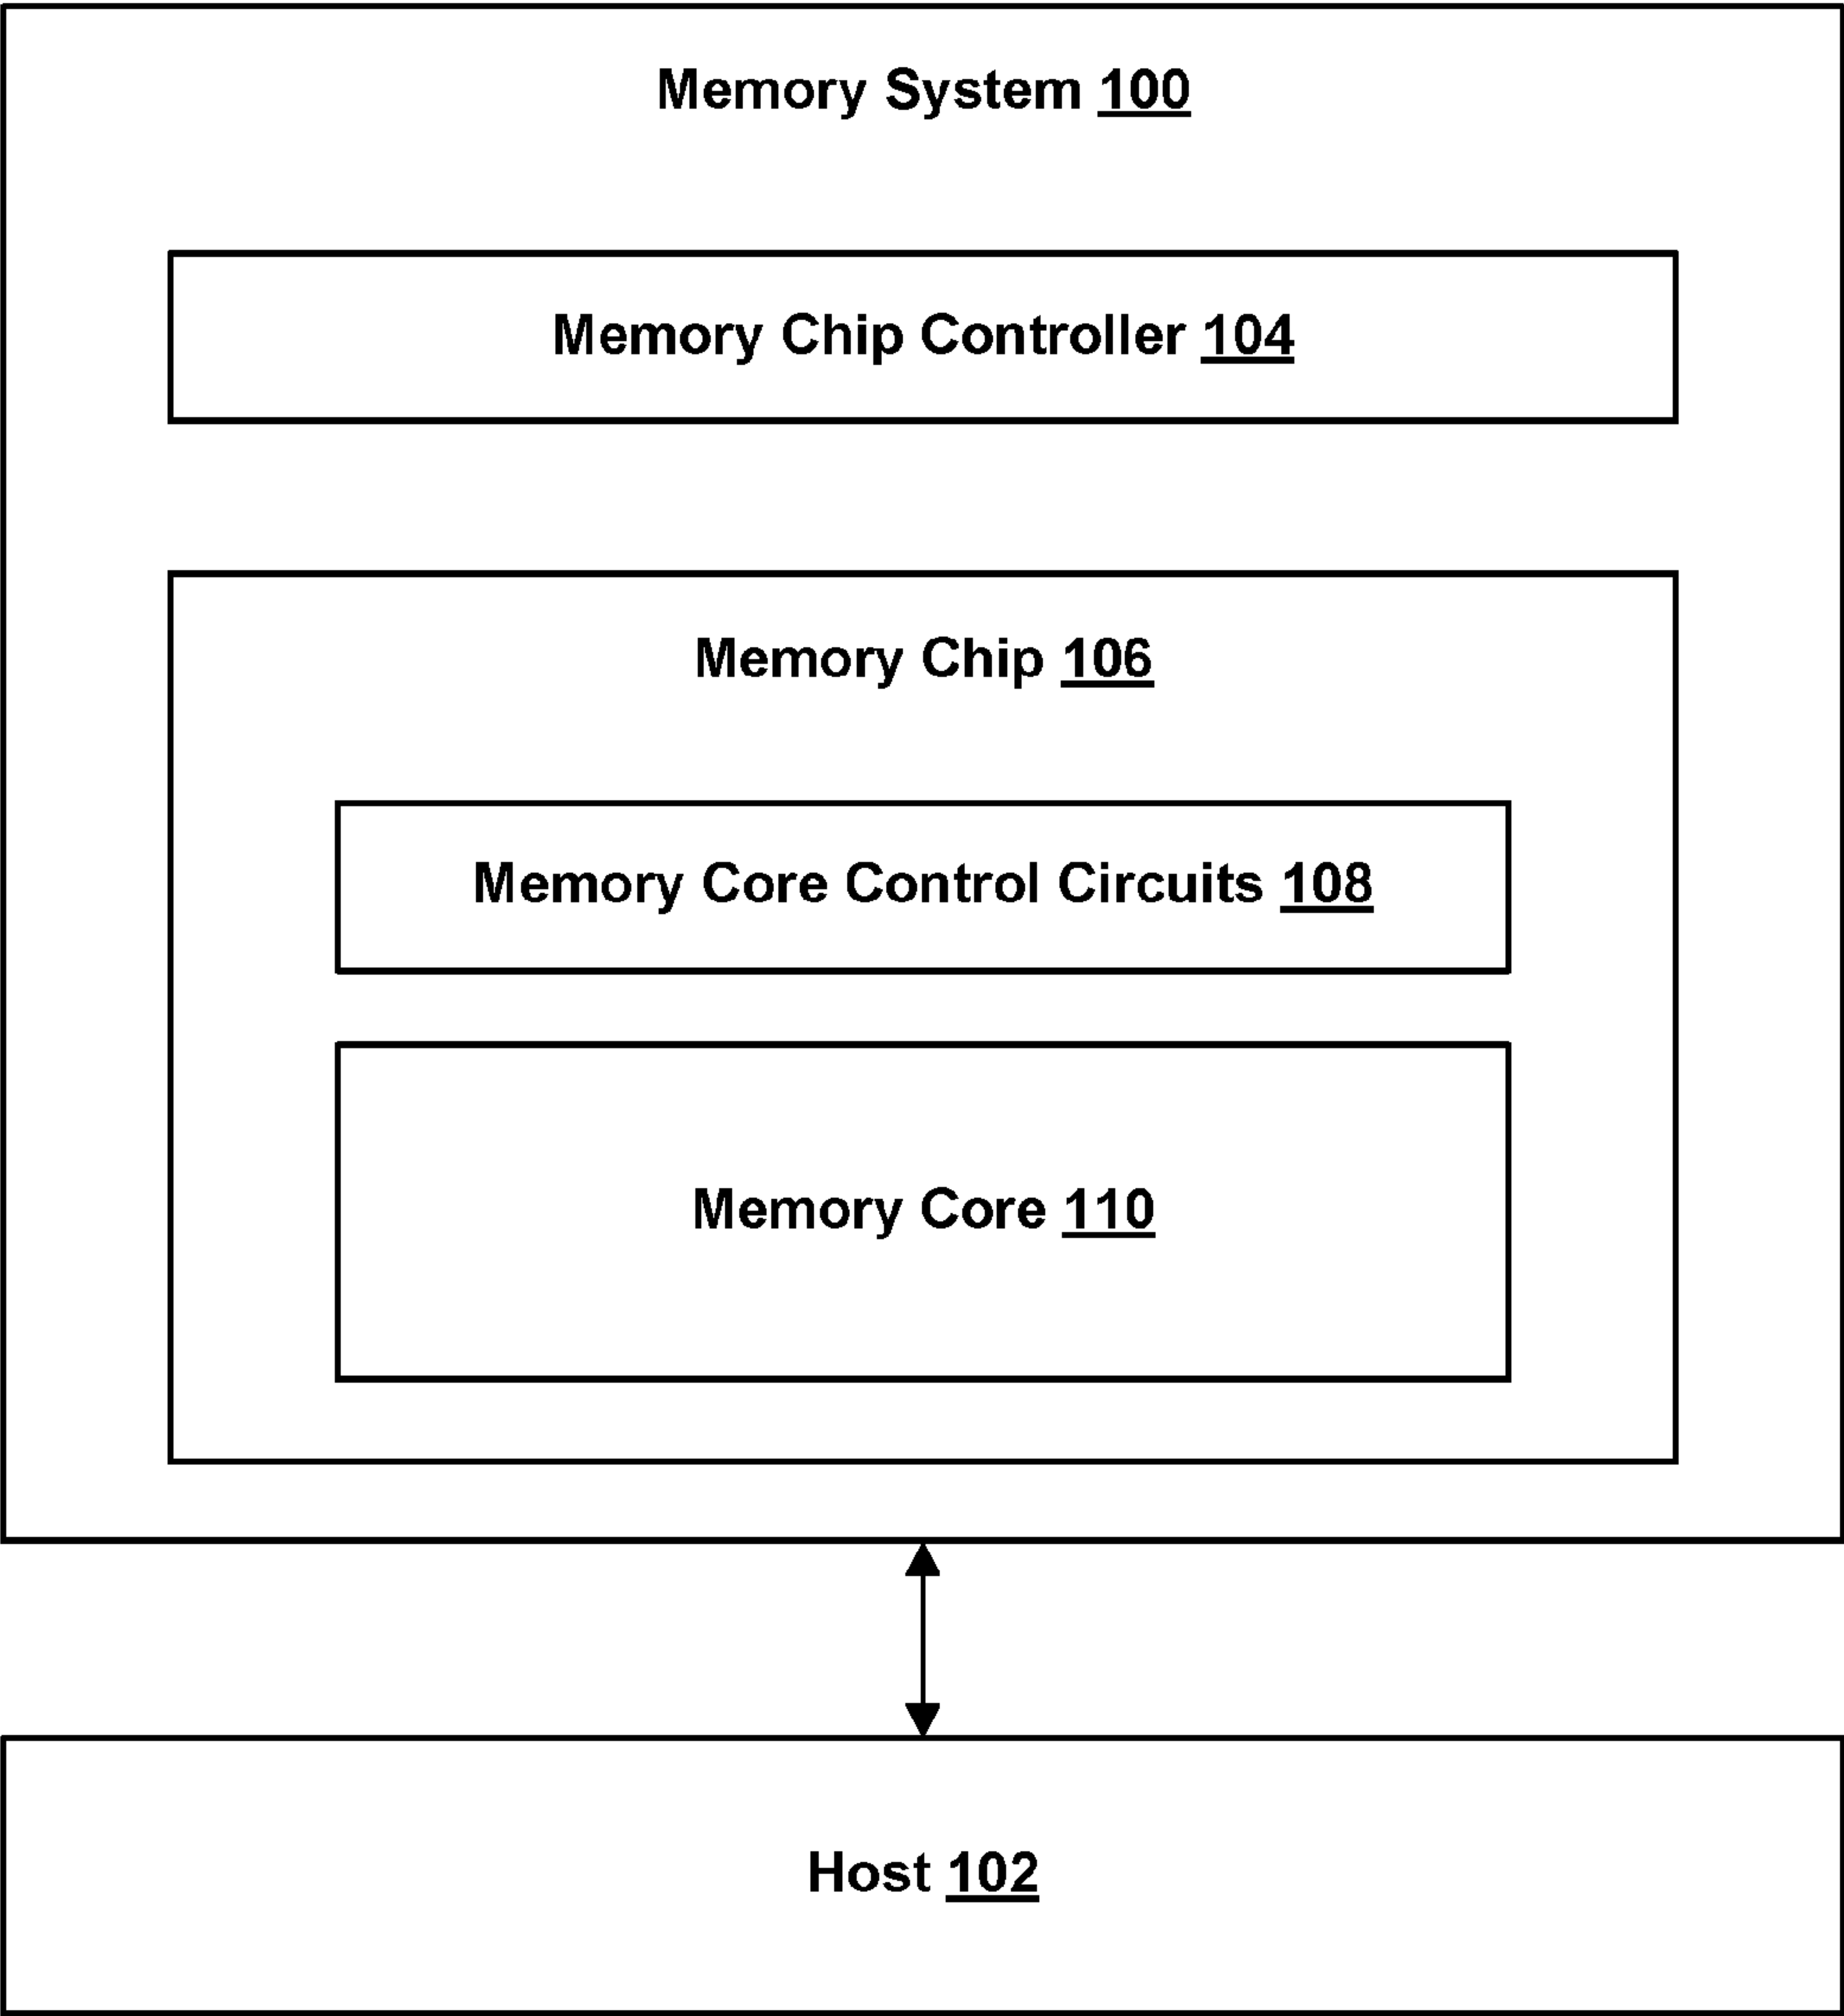 Memory System 100
Memory Chip Controller 104
Memory Chip 106
Memory Core Control Circuits 108
Memory Core 110
Host 102